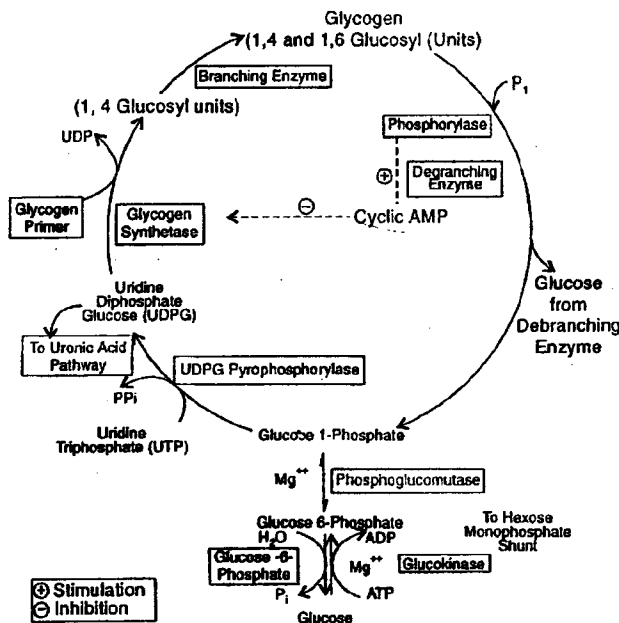 Glycogen
(1,4 and 1,6 Glucosyl (Units)
Branching Enzyme
(1, 4 Glucosyl units)
P₁
UDP
Phosphorylase
Degranching
Enzyme
⊕
⊖
Cyclic AMP
Glycogen
Primer
Glycogen
Synthetase
Glucose
from
Debranching
Enzyme
Uridine
Diphosphate
Glucose (UDPG)
To Uronic Acid
Pathway
UDPG Pyrophosphorylase
PPi
Uridine
Triphosphate (UTP)
Glucose 1-Phosphate
Mg⁺⁺
Phosphoglucomutase
Glucose 6-Phosphate
To Hexose
Monophosphate
Shunt
H₂O
ADP
Glucose -6-
Phosphate
Mg⁺⁺
Glucokinase
Pᵢ
ATP
Glucose
⊕ Stimulation
⊖ Inhibition